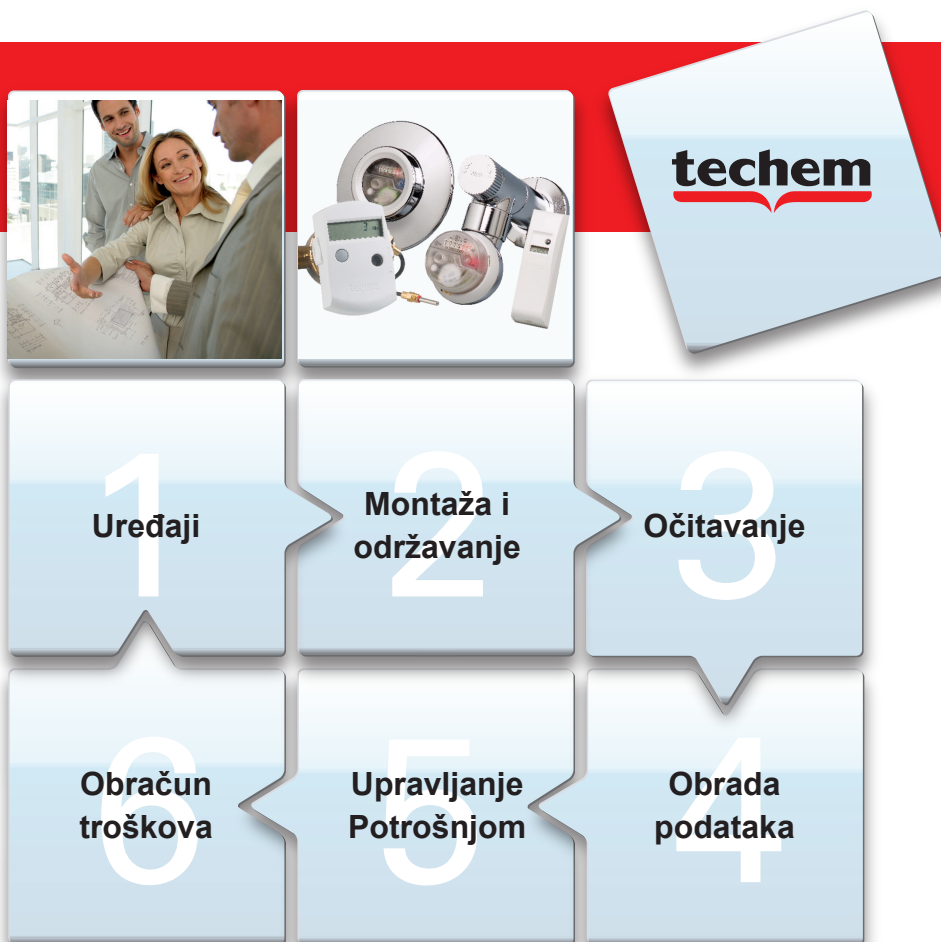 techem
1
Uređaji
2
Montaža i
održavanje
3
Očitavanje
6
Obračun
troškova
5
Upravljanje
Potrošnjom
4
Obrada
podataka